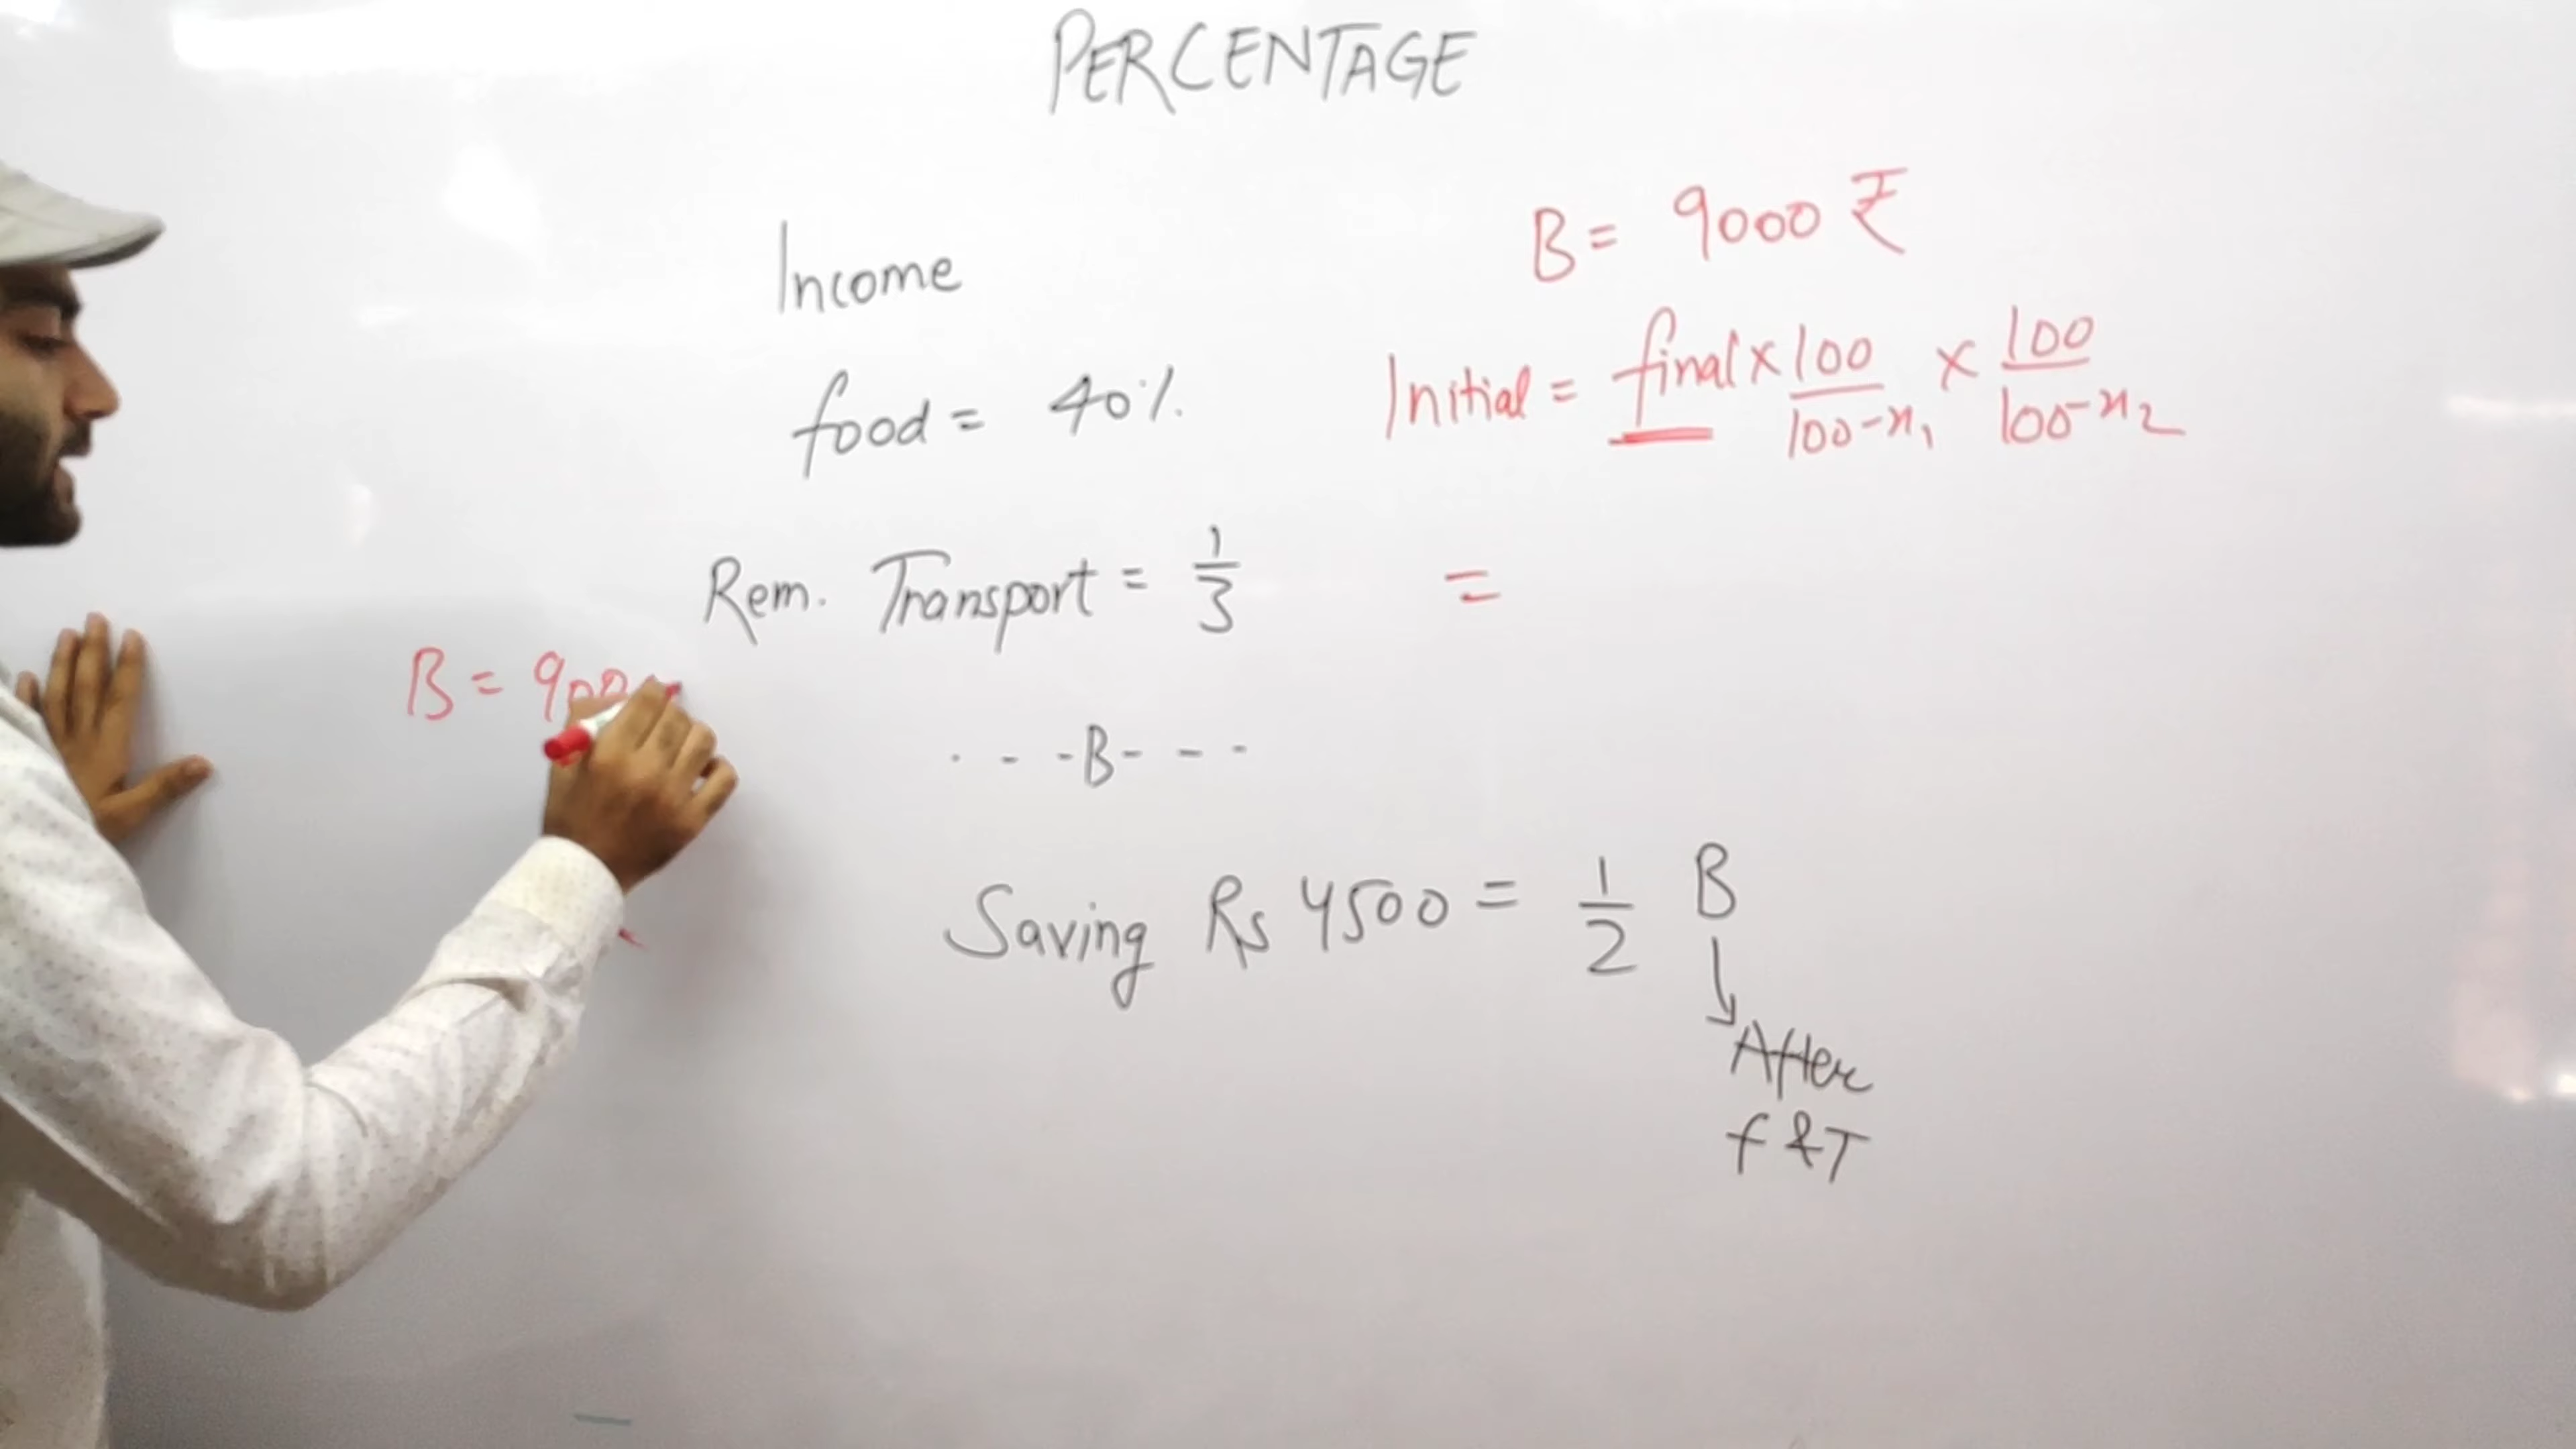 PERCENTAGE
B = 9000 ₹
Income
Initial = final × 100/100-x₁ × 100/100-x₂
food = 40%
Rem. Transport = 1/3
=
B = 900
. - - B - - -
Saving Rs 4500 = 1/2 B
After
f & T